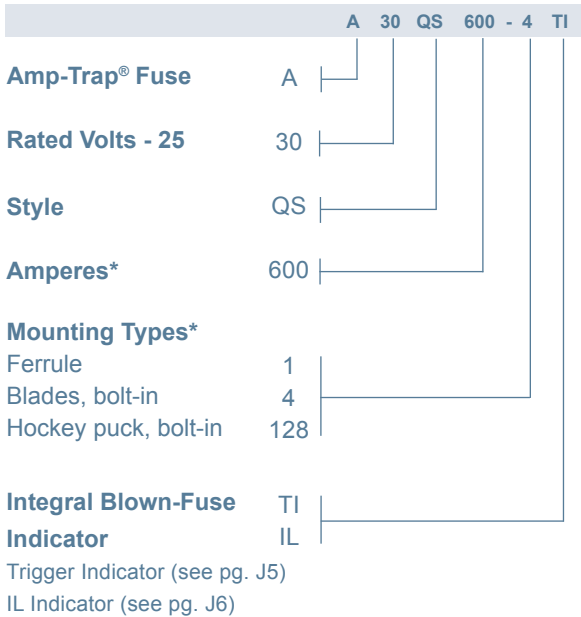 A 30 QS 600 - 4 TI
Amp-Trap® Fuse A
Rated Volts - 25 30
Style QS
Amperes* 600
Mounting Types*
Ferrule 1
Blades, bolt-in 4
Hockey puck, bolt-in 128
Integral Blown-Fuse TI
Indicator IL
Trigger Indicator (see pg. J5)
IL Indicator (see pg. J6)